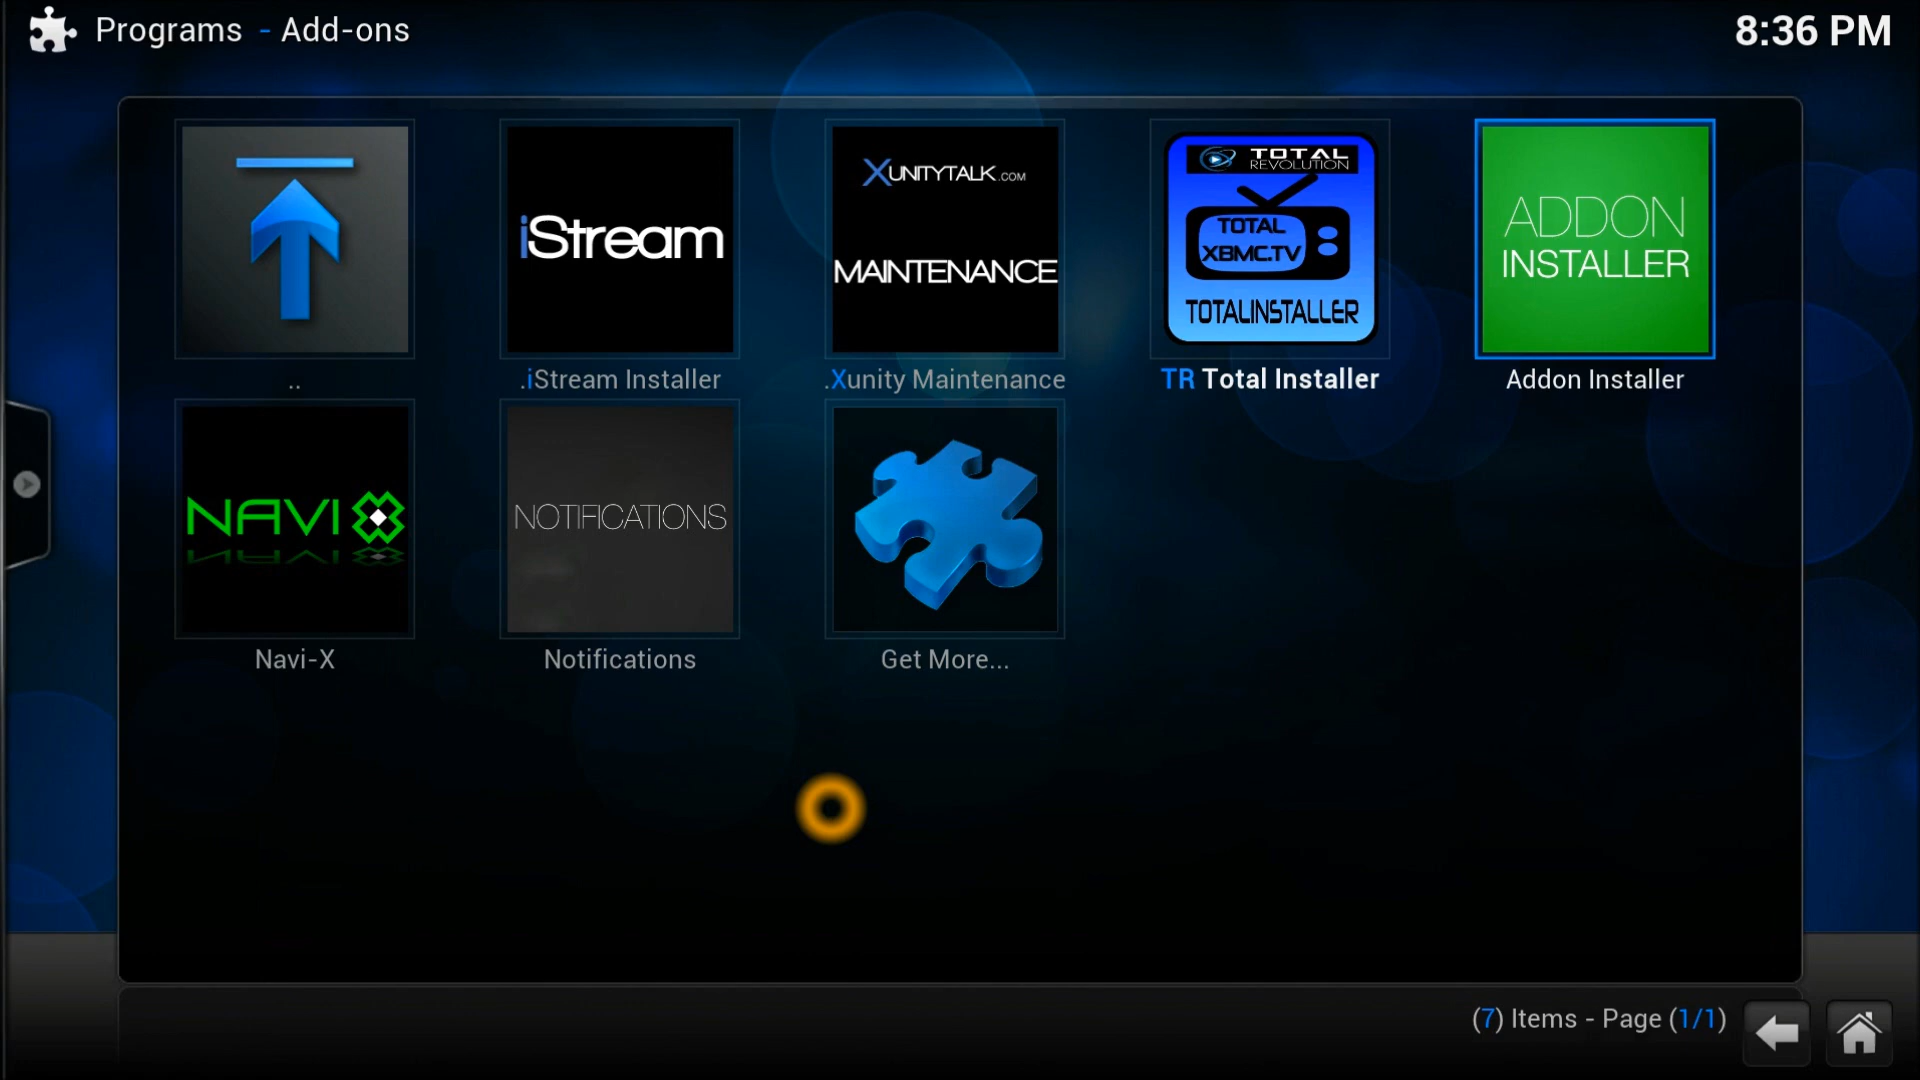 Programs - Add-ons
8:36 PM
iStream
XUNITYTALK.COM
MAINTENANCE
TOTAL
REVOLUTION
TOTAL
XBMC.TV
TOTALINSTALLER
ADDON
INSTALLER
..
.iStream Installer
.Xunity Maintenance
TR Total Installer
Addon Installer
NAVI X
NOTIFICATIONS
Navi-X
Notifications
Get More...
(7) Items - Page (1/1)